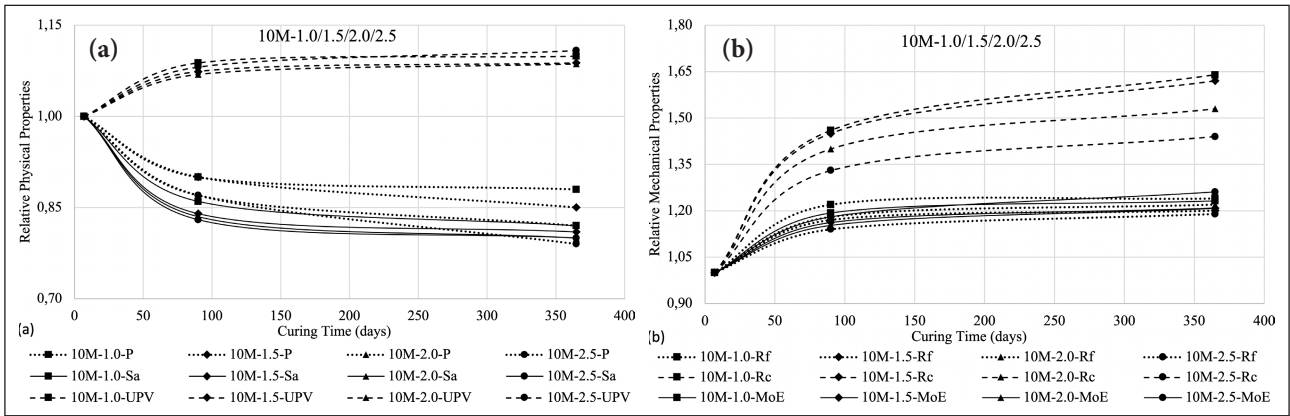 (a)
10M-1.0/1.5/2.0/2.5
Relative Physical Properties
1,15
1,00
0,85
0,70
0 50 100 150 200 250 300 350 400
Curing Time (days)
(a)
10M-1.0-P 10M-1.5-P 10M-2.0-P 10M-2.5-P
10M-1.0-Sa 10M-1.5-Sa 10M-2.0-Sa 10M-2.5-Sa
10M-1.0-UPV 10M-1.5-UPV 10M-2.0-UPV 10M-2.5-UPV
(b)
10M-1.0/1.5/2.0/2.5
Relative Mechanical Properties
1,80
1,65
1,50
1,35
1,20
1,05
0,90
0 50 100 150 200 250 300 350 400
Curing Time (days)
(b)
10M-1.0-Rf 10M-1.5-Rf 10M-2.0-Rf 10M-2.5-Rf
10M-1.0-Rc 10M-1.5-Rc 10M-2.0-Rc 10M-2.5-Rc
10M-1.0-MoE 10M-1.5-MoE 10M-2.0-MoE 10M-2.5-MoE